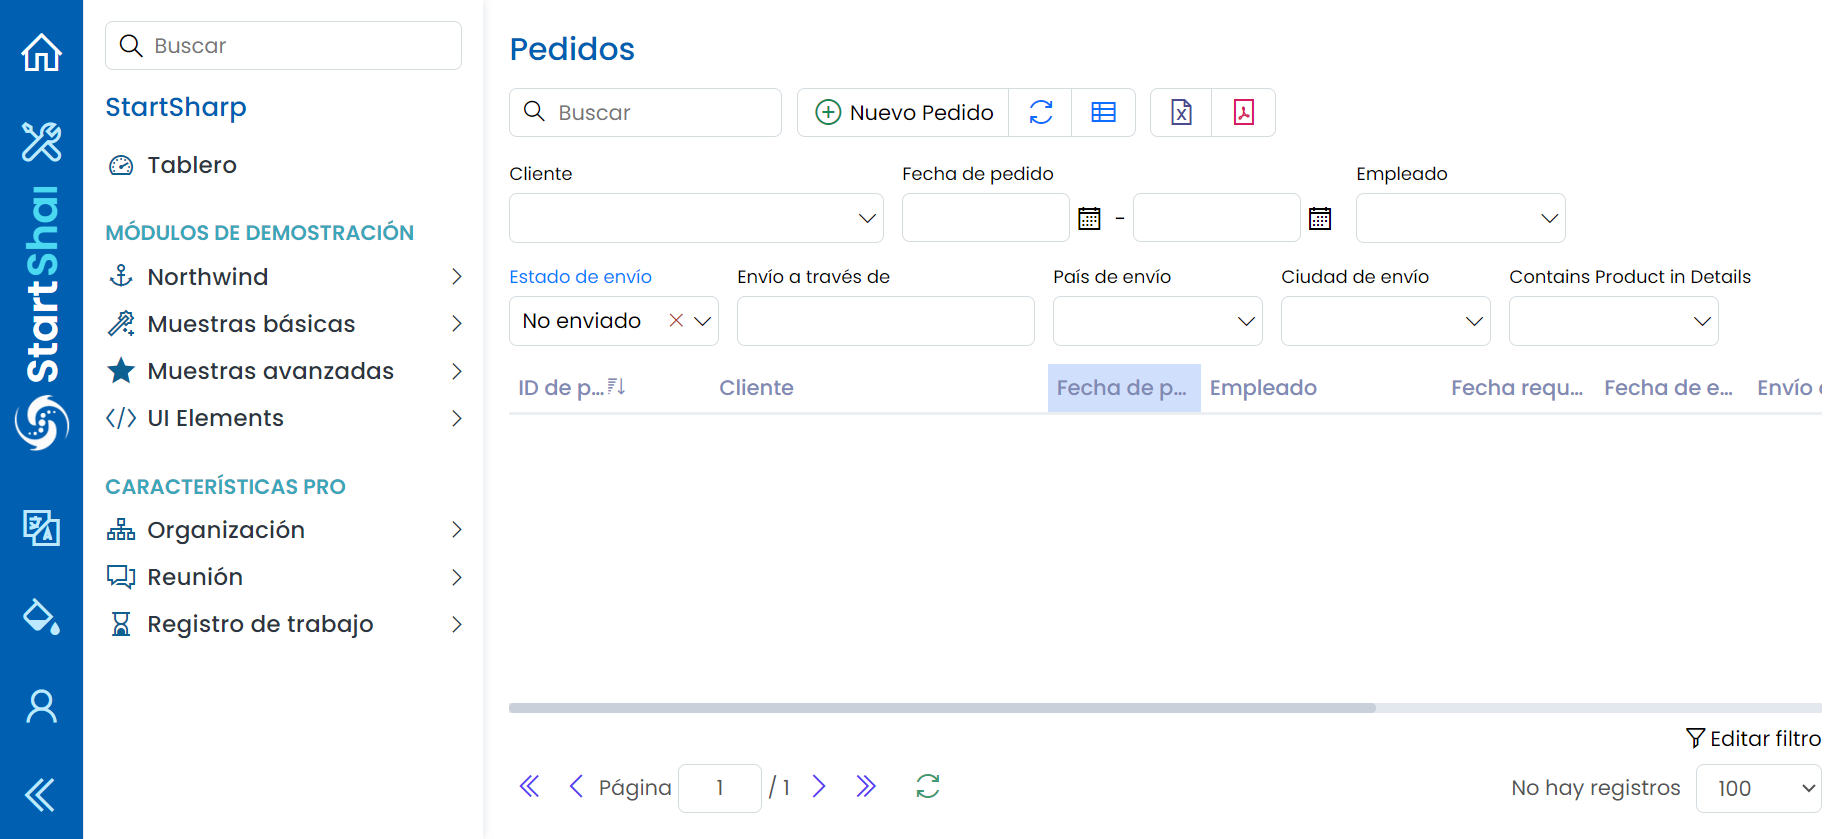 StartShar
Buscar
StartSharp
Tablero
MÓDULOS DE DEMOSTRACIÓN
Northwind
Muestras básicas
Muestras avanzadas
UI Elements
CARACTERÍSTICAS PRO
Organización
Reunión
Registro de trabajo
Pedidos
Buscar
Nuevo Pedido
Cliente
Fecha de pedido
-
Empleado
Estado de envío
Envío a través de
País de envío
Ciudad de envío
Contains Product in Details
No enviado
ID de p...
Cliente
Fecha de p...
Empleado
Fecha requ...
Fecha de e...
Envío
Editar filtro
Página 1 / 1
No hay registros
100